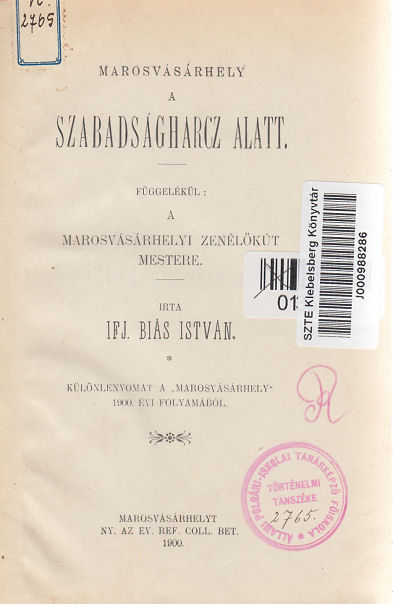 2765
MAROSVÁSÁRHELY
A
SZABADSÁGHARCZ ALATT.
FÜGGELÉKÜL:
A
MAROSVÁSÁRHELYI ZENÉLŐKÚT
MESTERE.
IRTA
IFJ. BIÁS ISTVÁN.
*
KÜLÖNLENYOMAT A „MAROSVÁSÁRHELY“
1900. ÉVI FOLYAMÁBÓL.
MAROSVÁSÁRHELYT
NY. AZ EV. REF. COLL. BET.
1900.
SZTE Klebelsberg Könyvtár
J000988286
ÁLLAMI POLGÁRI-ISKOLAI TANÁRKÉPZŐ FŐISKOLA *
TÖRTÉNELMI
TANSZÉKE
2765.